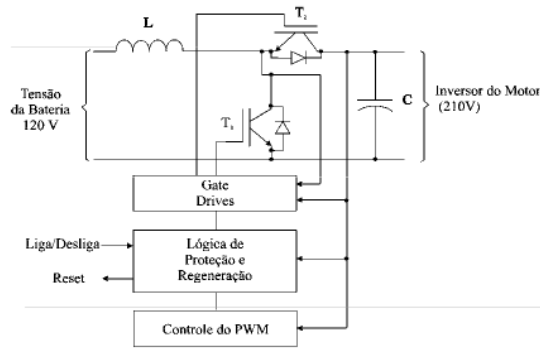 L
T₂
Tensão
da Bateria
120 V
T₁
C
Inversor do Motor
(210V)
Gate
Drives
Liga/Desliga
Reset
Lógica de
Proteção e
Regeneração
Controle do PWM